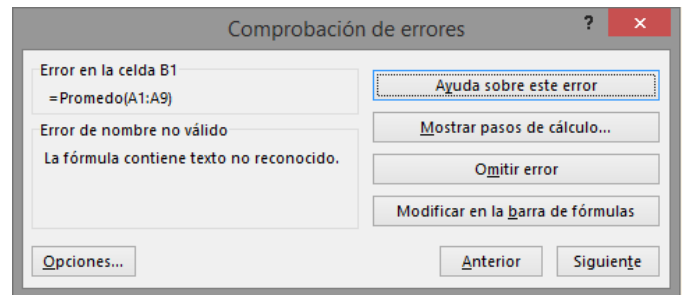 Comprobación de errores
?
×
Error en la celda B1
=Promedo(A1:A9)
Error de nombre no válido
La fórmula contiene texto no reconocido.
Ayuda sobre este error
Mostrar pasos de cálculo...
Omitir error
Modificar en la barra de fórmulas
Opciones...
Anterior
Siguiente